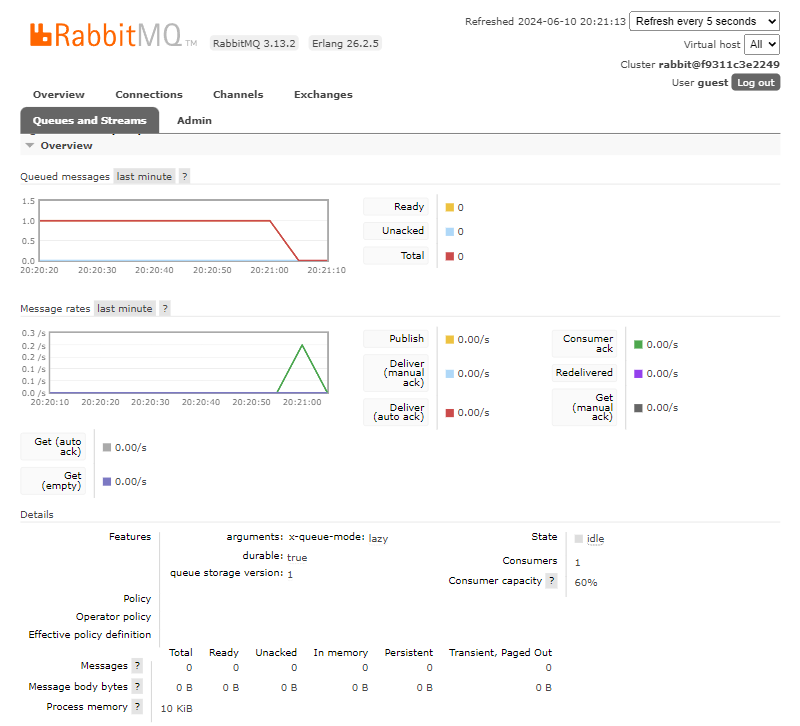 Refreshed 2024-06-10 20:21:13 Refresh every 5 seconds
RabbitMQ TM RabbitMQ 3.13.2 Erlang 26.2.5
Virtual host All
Cluster rabbit@f9311c3e2249
User guest Log out
Overview Connections Channels Exchanges
Queues and Streams Admin
Overview
Queued messages last minute ?
1.5
1.0
0.5
0.0
20:20:20 20:20:30 20:20:40 20:20:50 20:21:00 20:21:10
Ready 0
Unacked 0
Total 0
Message rates last minute ?
0.3 /s
0.2 /s
0.2 /s
0.1 /s
0.1 /s
0.0 /s
20:20:10 20:20:20 20:20:30 20:20:40 20:20:50 20:21:00
Publish 0.00/s
Deliver
(manual 0.00/s
ack)
Deliver
(auto ack) 0.00/s
Consumer
ack 0.00/s
Redelivered 0.00/s
Get
(manual 0.00/s
ack)
Get (auto
ack) 0.00/s
Get
(empty) 0.00/s
Details
Features arguments: x-queue-mode: lazy
durable: true
queue storage version: 1
Policy
Operator policy
Effective policy definition
State idle
Consumers 1
Consumer capacity ? 60%
Total Ready Unacked In memory Persistent Transient, Paged Out
Messages ? 0 0 0 0 0 0
Message body bytes ? 0 B 0 B 0 B 0 B 0 B 0 B
Process memory ? 10 KiB